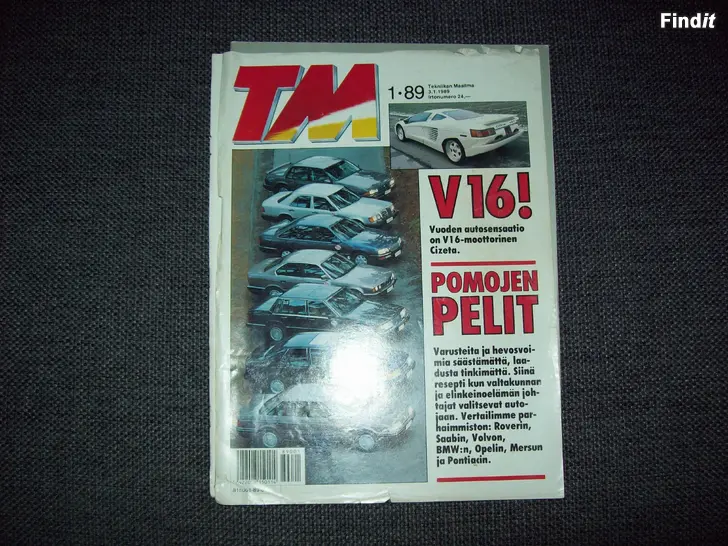 Findit
TM
1•89
Tekniikan Maailma
3.1.1989
Irtonumero 24,—
V16!
Vuoden autosensaatio
on V16-moottorinen
Cizeta.
POMOJEN
PELIT
Varusteita ja hevosvoi-
mia säästämättä, laa-
dusta tinkimättä. Siinä
resepti kun valtakunnan
ja elinkeinoelämän joh-
tajat valitsevat auto-
jaan. Vertailimme par-
haimmiston: Roverin,
Saabin, Volvon,
BMW:n, Opelin, Mersun
ja Pontiacin.